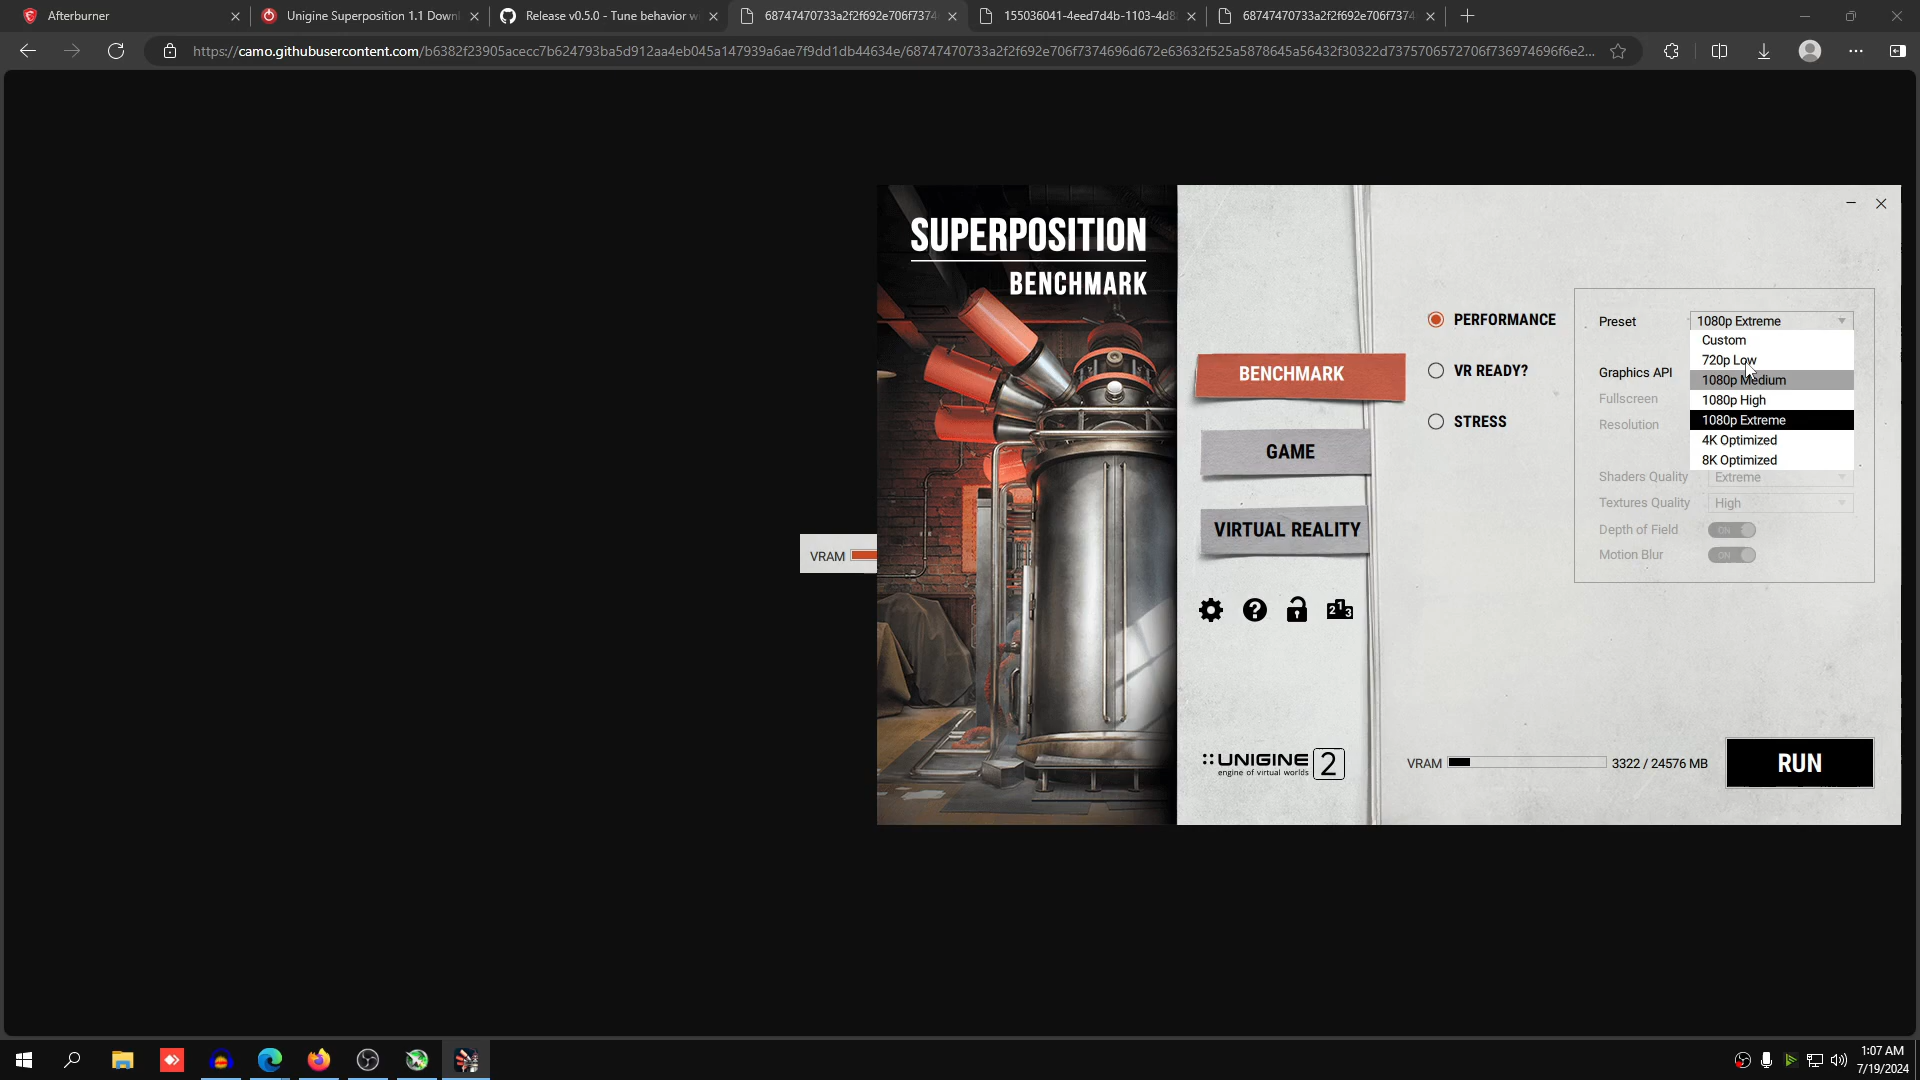 Afterburner
Unigine Superposition 1.1 Downl
Release v0.5.0 - Tune behavior w
68747470733a2f2f692e706f7374
155036041-4eed7d4b-1103-4d8
68747470733a2f2f692e706f7374
https://camo.githubusercontent.com/b6382f23905acecc7b624793ba5d912aa4eb045a147939a6ae7f9dd1db44634e/68747470733a2f2f692e706f7374696d672e63632f525a5878645a56432f30322d7375706572706f736974696f6e2...
SUPERPOSITION
BENCHMARK
BENCHMARK
GAME
VIRTUAL REALITY
2 1 3
::UNIGINE 2
engine of virtual worlds
PERFORMANCE
VR READY?
STRESS
Preset 1080p Extreme
Custom
720p Low
1080p Medium
1080p High
1080p Extreme
4K Optimized
8K Optimized
Graphics API
Fullscreen
Resolution
Shaders Quality Extreme
Textures Quality High
Depth of Field ON
Motion Blur ON
VRAM
VRAM 3322 / 24576 MB
RUN
1:07 AM
7/19/2024